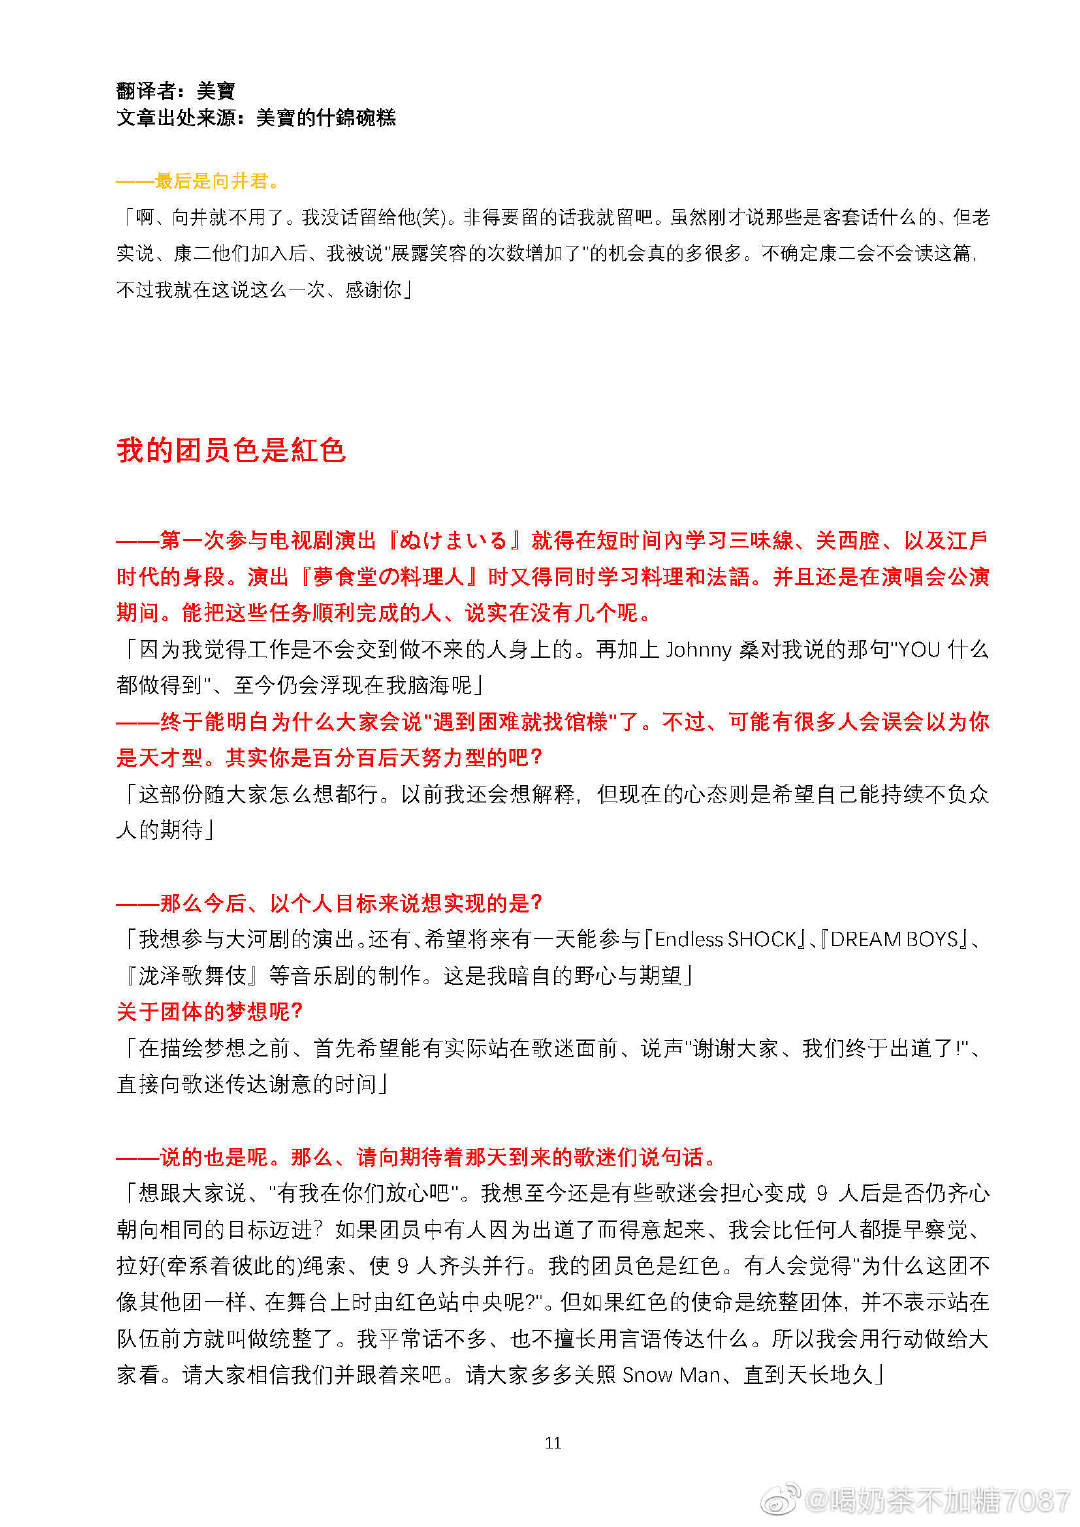 翻译者：美寶
文章出处来源：美寶的什錦碗糕
——最后是向井君。
「啊、向井就不用了。我没话留给他(笑)。非得要留的话我就留吧。虽然刚才说那些是客套话什么的、但老
实说、康二他们加入后、我被说"展露笑容的次数增加了"的机会真的多很多。不确定康二会不会读这篇，
不过我就在这说这么一次、感谢你」
我的团员色是紅色
——第一次参与电视剧演出『ぬけまいる』就得在短时间內学习三味線、关西腔、以及江戶
时代的身段。演出『夢食堂の料理人』时又得同时学习料理和法語。并且还是在演唱会公演
期间。能把这些任务順利完成的人、说实在没有几个呢。
「因为我觉得工作是不会交到做不来的人身上的。再加上 Johnny 桑对我说的那句"YOU 什么
都做得到"、至今仍会浮现在我脑海呢」
——终于能明白为什么大家会说"遇到困难就找馆様"了。不过、可能有很多人会误会以为你
是天才型。其实你是百分百后天努力型的吧？
「这部份随大家怎么想都行。以前我还会想解释，但现在的心态则是希望自己能持续不负众
人的期待」
——那么今后、以个人目标来说想实现的是？
「我想参与大河剧的演出。还有、希望将来有一天能参与『Endless SHOCK』、『DREAM BOYS』、
『泷泽歌舞伎』等音乐剧的制作。这是我暗自的野心与期望」
关于团体的梦想呢？
「在描绘梦想之前、首先希望能有实际站在歌迷面前、说声"谢谢大家、我们终于出道了!"、
直接向歌迷传达谢意的时间」
——说的也是呢。那么、请向期待着那天到来的歌迷们说句话。
「想跟大家说、"有我在你们放心吧"。我想至今还是有些歌迷会担心变成 9 人后是否仍齐心
朝向相同的目标迈进？如果团员中有人因为出道了而得意起来、我会比任何人都提早察觉、
拉好(牵系着彼此的)绳索、使 9 人齐头并行。我的团员色是红色。有人会觉得"为什么这团不
像其他团一样、在舞台上时由红色站中央呢?"。但如果红色的使命是统整团体，并不表示站在
队伍前方就叫做统整了。我平常话不多、也不擅长用言语传达什么。所以我会用行动做给大
家看。请大家相信我们并跟着来吧。请大家多多关照 Snow Man、直到天长地久」
11
@喝奶茶不加糖7087